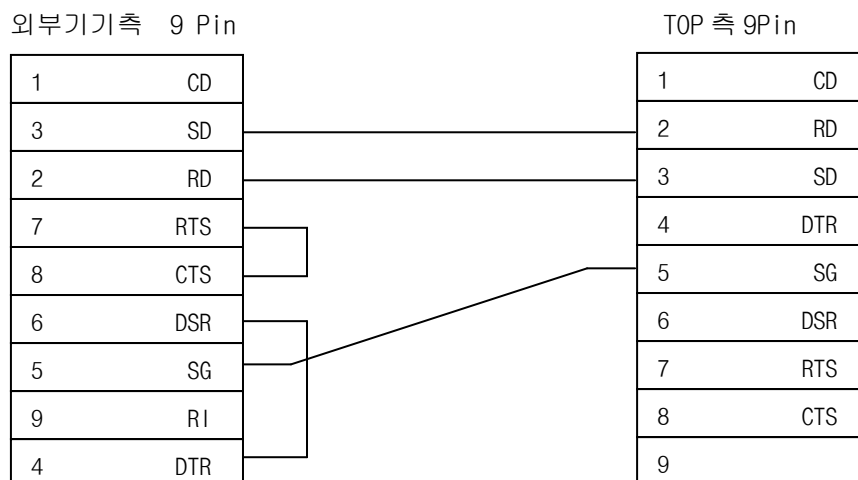 외부기기측 9 Pin
TOP 측 9Pin
1 CD
3 SD
2 RD
7 RTS
8 CTS
6 DSR
5 SG
9 RI
4 DTR
1 CD
2 RD
3 SD
4 DTR
5 SG
6 DSR
7 RTS
8 CTS
9